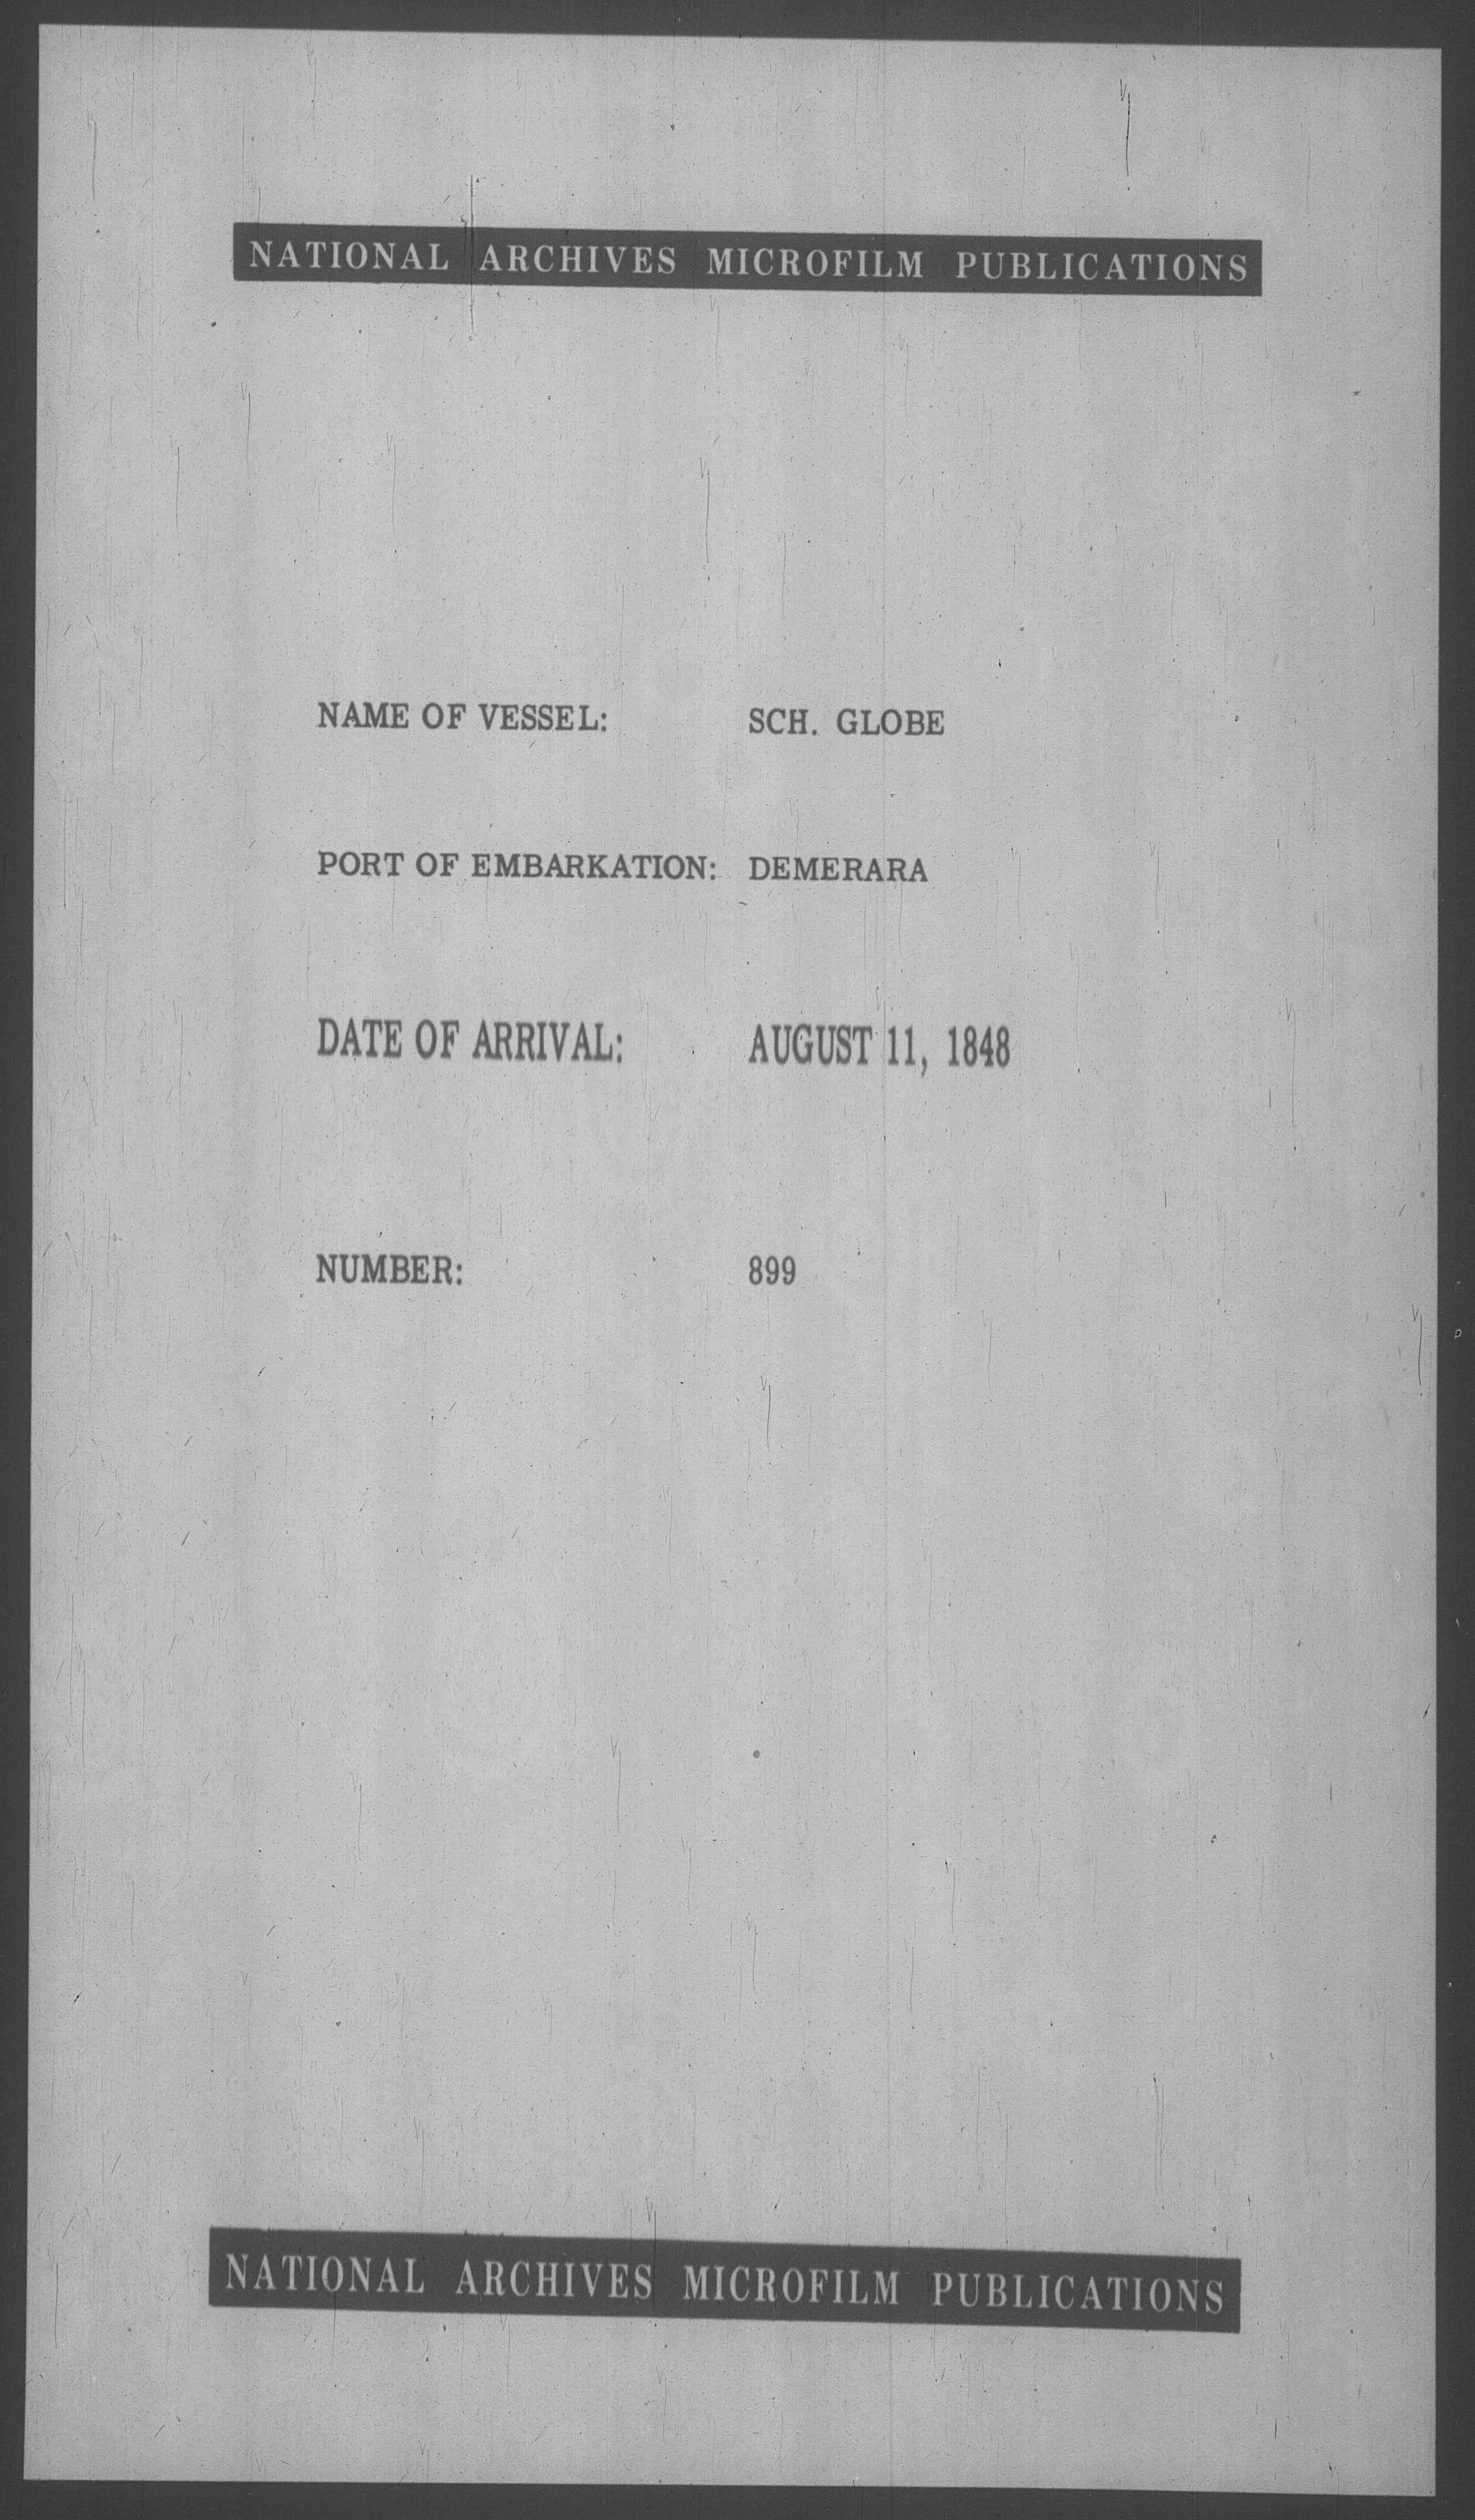 NATIONAL ARCHIVES MICROFILM PUBLICATIONS
NAME OF VESSEL: SCH. GLOBE
PORT OF EMBARKATION: DEMERARA
DATE OF ARRIVAL: AUGUST 11, 1848
NUMBER: 899
NATIONAL ARCHIVES MICROFILM PUBLICATIONS